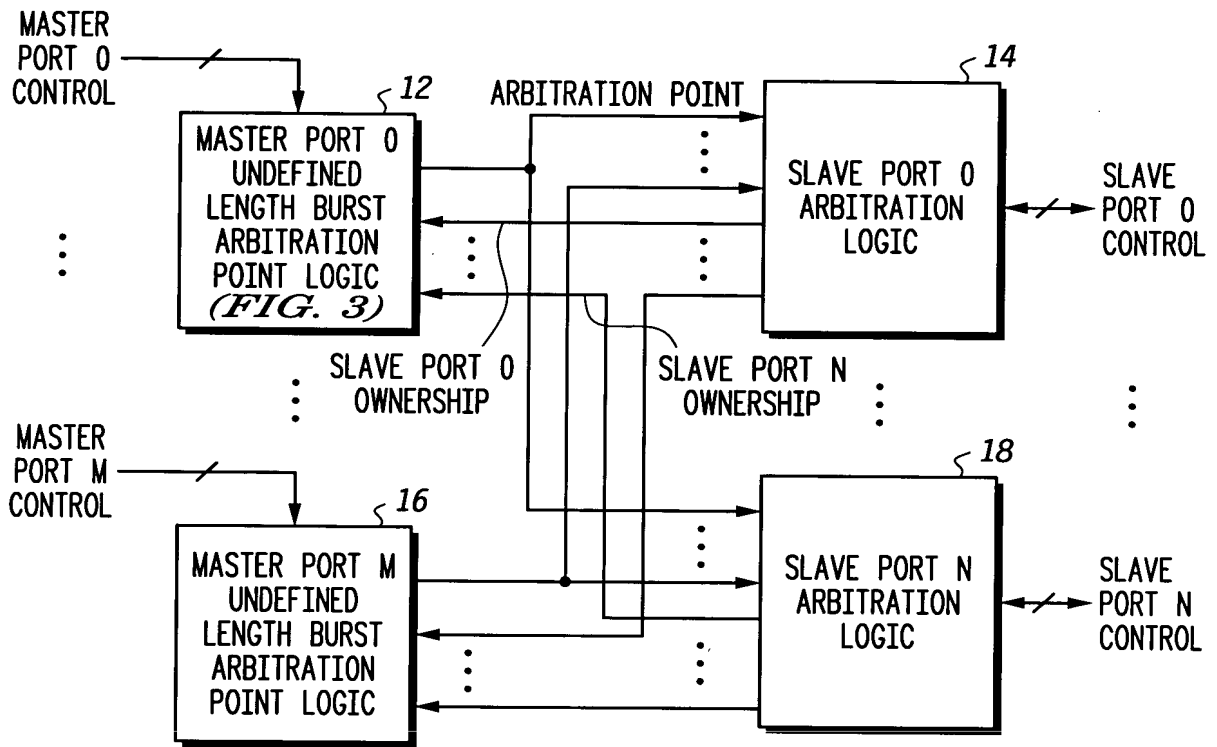 MASTER
PORT 0
CONTROL
12
MASTER PORT 0
UNDEFINED
LENGTH BURST
ARBITRATION
POINT LOGIC
(FIG. 3)
ARBITRATION POINT
14
SLAVE PORT 0
ARBITRATION
LOGIC
SLAVE
PORT 0
CONTROL
SLAVE PORT 0
OWNERSHIP
SLAVE PORT N
OWNERSHIP
MASTER
PORT M
CONTROL
16
MASTER PORT M
UNDEFINED
LENGTH BURST
ARBITRATION
POINT LOGIC
18
SLAVE PORT N
ARBITRATION
LOGIC
SLAVE
PORT N
CONTROL